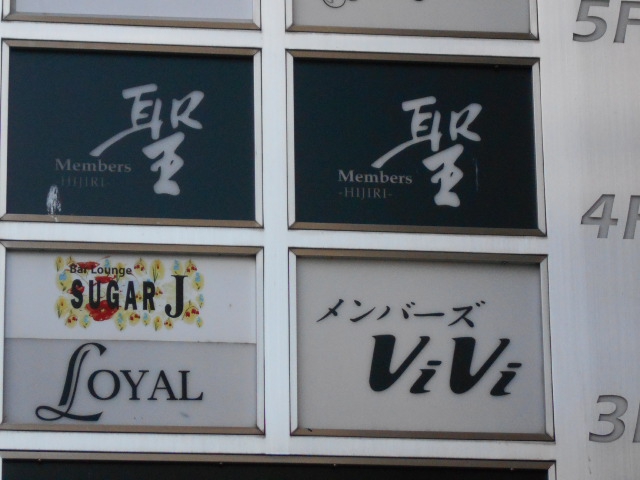 5F
聖
Members
-HIJIRI-
聖
Members
-HIJIRI-
4F
Bar Lounge
SUGAR J
LOYAL
メンバーズ
ViVi
3F